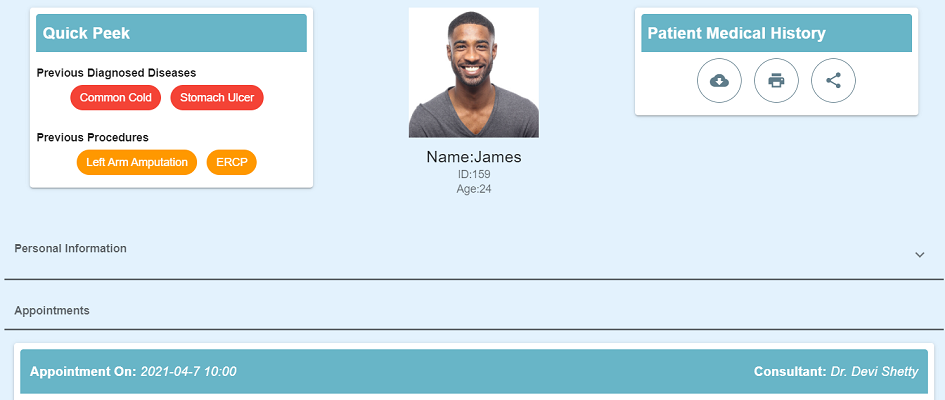 Quick Peek
Previous Diagnosed Diseases
Common Cold Stomach Ulcer
Previous Procedures
Left Arm Amputation ERCP
Name:James
ID:159
Age:24
Patient Medical History
Personal Information
Appointments
Appointment On: 2021-04-7 10:00 Consultant: Dr. Devi Shetty